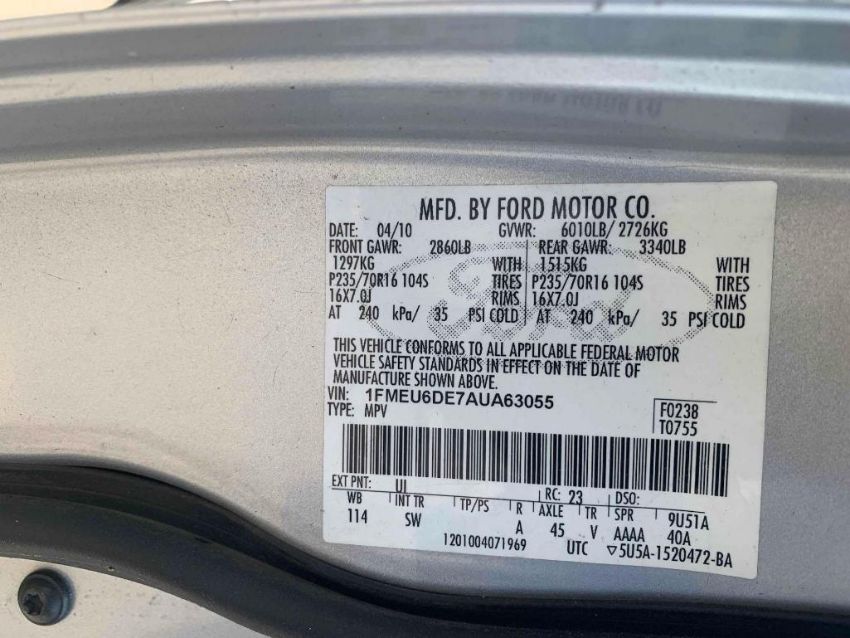 MFD. BY FORD MOTOR CO.
DATE: 04/10 GVWR: 6010LB/ 2726KG
FRONT GAWR: 2860LB REAR GAWR: 3340LB
1297KG WITH 1515KG WITH
P235/70R16 104S TIRES P235/70R16 104S TIRES
16X7.0J RIMS 16X7.0J RIMS
AT 240 kPa/ 35 PSI COLD AT 240 kPa/ 35 PSI COLD
Ford
THIS VEHICLE CONFORMS TO ALL APPLICABLE FEDERAL MOTOR
VEHICLE SAFETY STANDARDS IN EFFECT ON THE DATE OF
MANUFACTURE SHOWN ABOVE.
VIN: 1FMEU6DE7AUA63055
TYPE: MPV
F0238
T0755
EXT PNT: UI RC: 23 DSO:
WB INT TR TP/PS R AXLE TR SPR 9U51A
114 SW A 45 V AAAA 40A
1201004071969 UTC ▽5U5A-1520472-BA